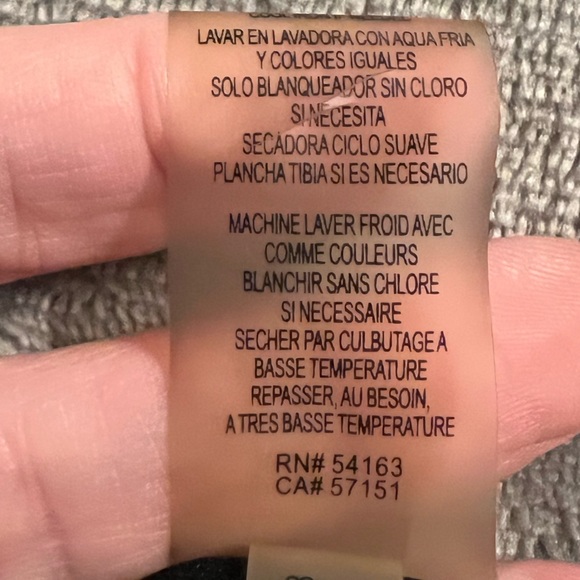 LAVAR EN LAVADORA CON AQUA FRIA
Y COLORES IGUALES
SOLO BLANQUEADOR SIN CLORO
SI NECESITA
SECADORA CICLO SUAVE
PLANCHA TIBIA SI ES NECESARIO
MACHINE LAVER FROID AVEC
COMME COULEURS
BLANCHIR SANS CHLORE
SI NECESSAIRE
SECHER PAR CULBUTAGE A
BASSE TEMPERATURE
REPASSER, AU BESOIN,
A TRES BASSE TEMPERATURE
RN# 54163
CA# 57151